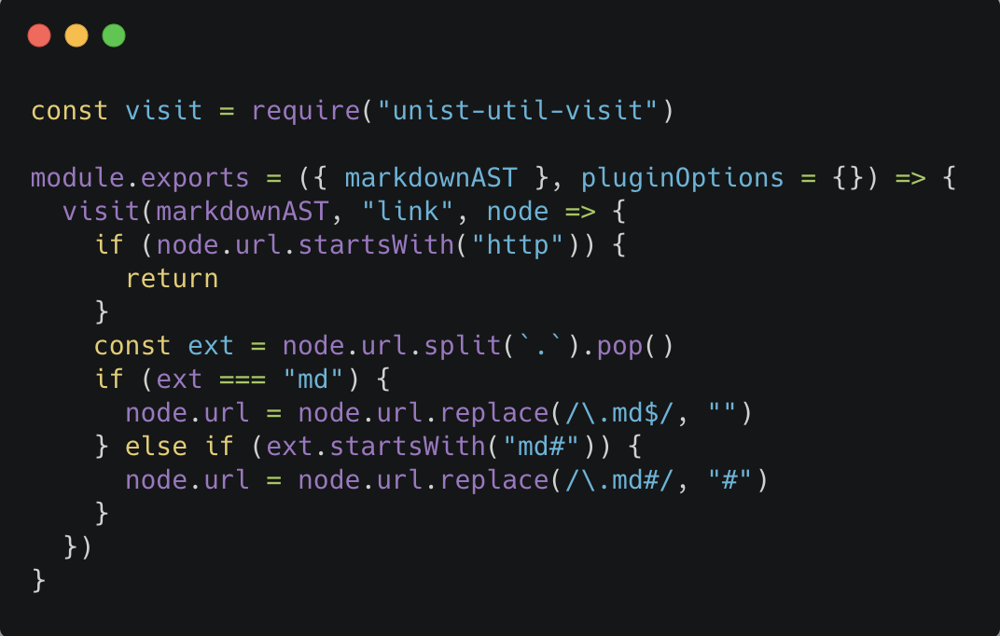 const visit = require("unist-util-visit")

module.exports = ({ markdownAST }, pluginOptions = {}) => {
  visit(markdownAST, "link", node => {
    if (node.url.startsWith("http")) {
      return
    }
    const ext = node.url.split(`.`).pop()
    if (ext === "md") {
      node.url = node.url.replace(/\.md$/, "")
    } else if (ext.startsWith("md#")) {
      node.url = node.url.replace(/\.md#/, "#")
    }
  })
}